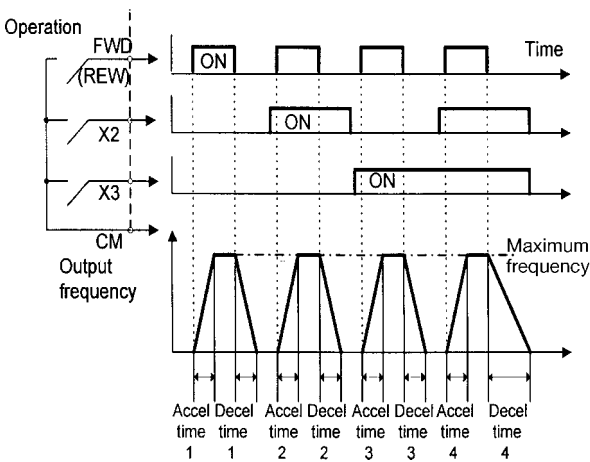 Operation
FWD
(REW)
ON
Time
X2
ON
X3
ON
CM
Output
frequency
Maximum
frequency
Accel Decel Accel Decel Accel Decel Accel Decel
time time time time time time time time
1 1 2 2 3 3 4 4